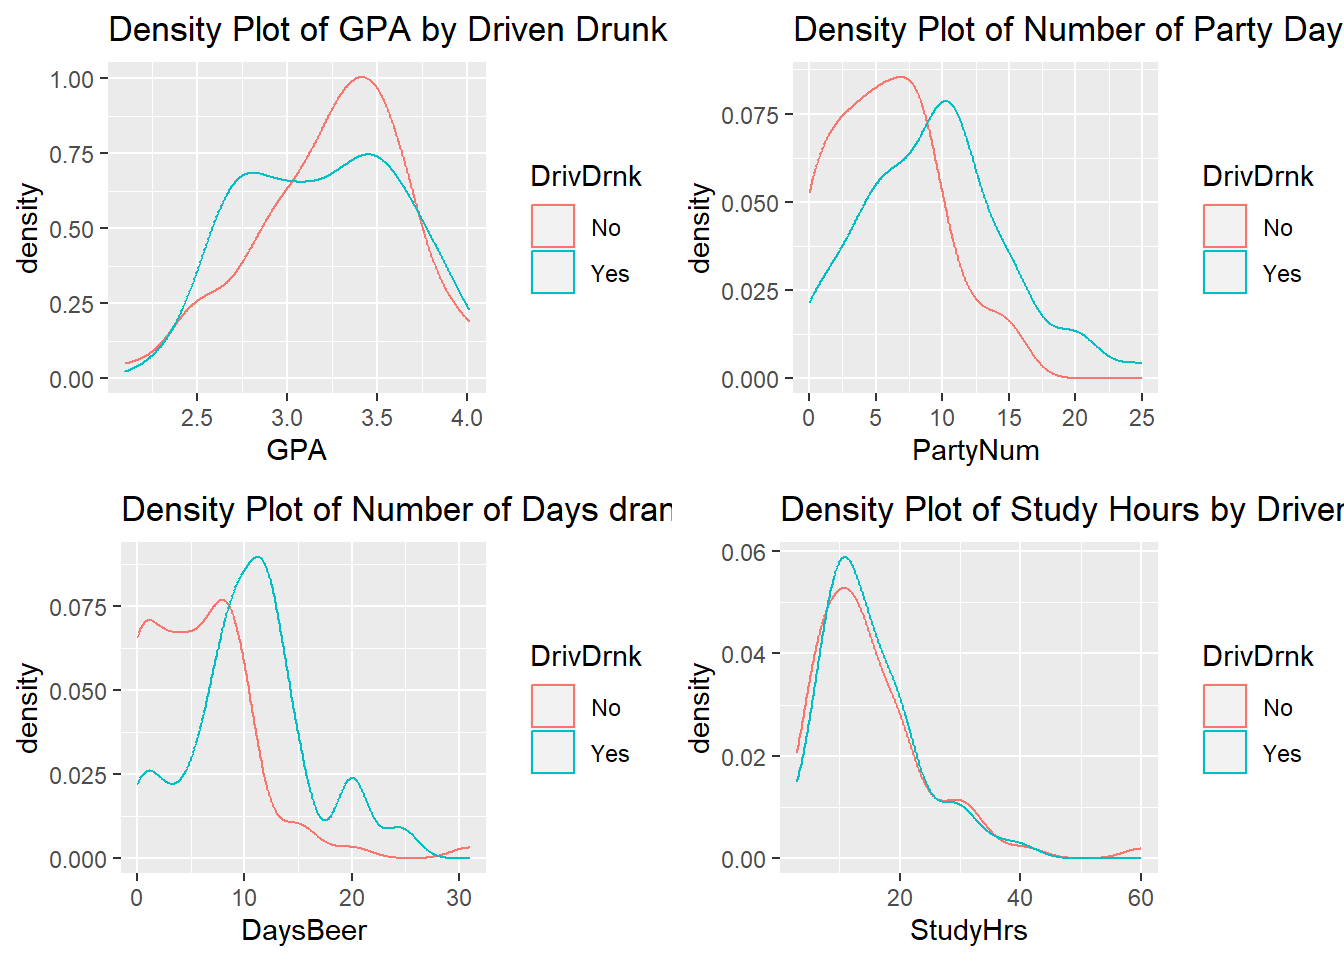 Density Plot of GPA by Driven Drunk
1.00
0.75
0.50
0.25
0.00
density
2.5 3.0 3.5 4.0
GPA
DrivDrnk
No
Yes
Density Plot of Number of Party Day
0.075
0.050
0.025
0.000
density
0 5 10 15 20 25
PartyNum
DrivDrnk
No
Yes
Density Plot of Number of Days dran
0.075
0.050
0.025
0.000
density
0 10 20 30
DaysBeer
DrivDrnk
No
Yes
Density Plot of Study Hours by Driven
0.06
0.04
0.02
0.00
density
20 40 60
StudyHrs
DrivDrnk
No
Yes